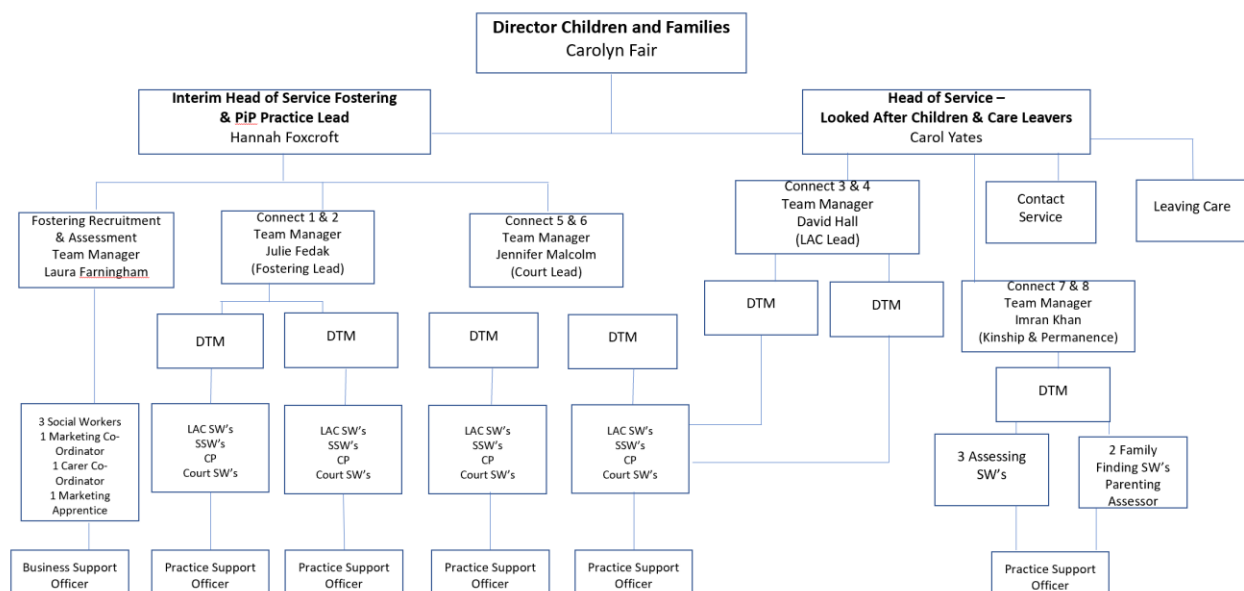 Director Children and Families
Carolyn Fair
Interim Head of Service Fostering
& PiP Practice Lead
Hannah Foxcroft
Head of Service –
Looked After Children & Care Leavers
Carol Yates
Fostering Recruitment
& Assessment
Team Manager
Laura Farningham
Connect 1 & 2
Team Manager
Julie Fedak
(Fostering Lead)
Connect 5 & 6
Team Manager
Jennifer Malcolm
(Court Lead)
Connect 3 & 4
Team Manager
David Hall
(LAC Lead)
Contact
Service
Leaving Care
Connect 7 & 8
Team Manager
Imran Khan
(Kinship & Permanence)
DTM
DTM
DTM
DTM
DTM
DTM
DTM
3 Social Workers
1 Marketing Co-
Ordinator
1 Carer Co-
Ordinator
1 Marketing
Apprentice
LAC SW’s
SSW’s
CP
Court SW’s
LAC SW’s
SSW’s
CP
Court SW’s
LAC SW’s
SSW’s
CP
Court SW’s
LAC SW’s
SSW’s
CP
Court SW’s
3 Assessing
SW’s
2 Family
Finding SW’s
Parenting
Assessor
Business Support
Officer
Practice Support
Officer
Practice Support
Officer
Practice Support
Officer
Practice Support
Officer
Practice Support
Officer